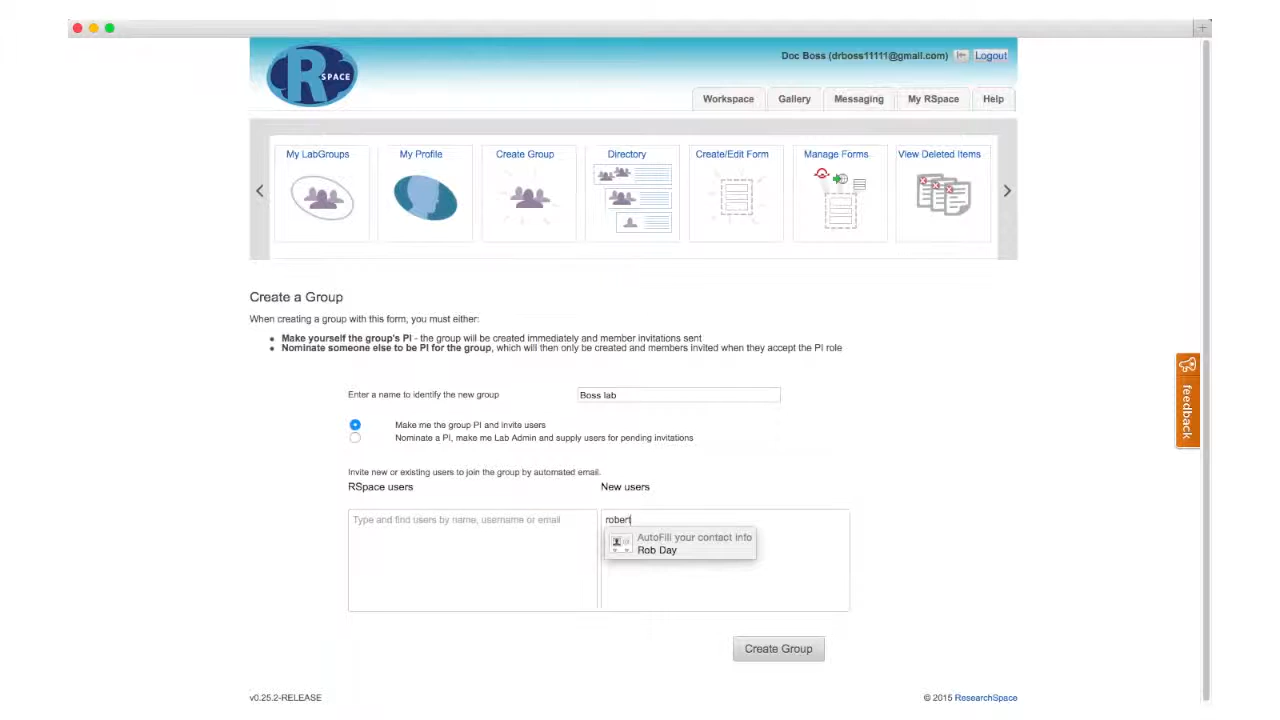 Doc Boss (drboss11111@gmail.com) Logout
R SPACE
Workspace Gallery Messaging My RSpace Help
My LabGroups My Profile Create Group Directory Create/Edit Form Manage Forms View Deleted Items
feedback
Create a Group
When creating a group with this form, you must either:
Make yourself the group's PI - the group will be created immediately and member invitations sent
Nominate someone else to be PI for the group, which will then only be created and members invited when they accept the PI role
Enter a name to identify the new group Boss lab
Make me the group PI and invite users
Nominate a PI, make me Lab Admin and supply users for pending invitations
Invite new or existing users to join the group by automated email.
RSpace users New users
Type and find users by name, username or email robert
AutoFill your contact info
Rob Day
Create Group
v0.25.2-RELEASE © 2015 ResearchSpace